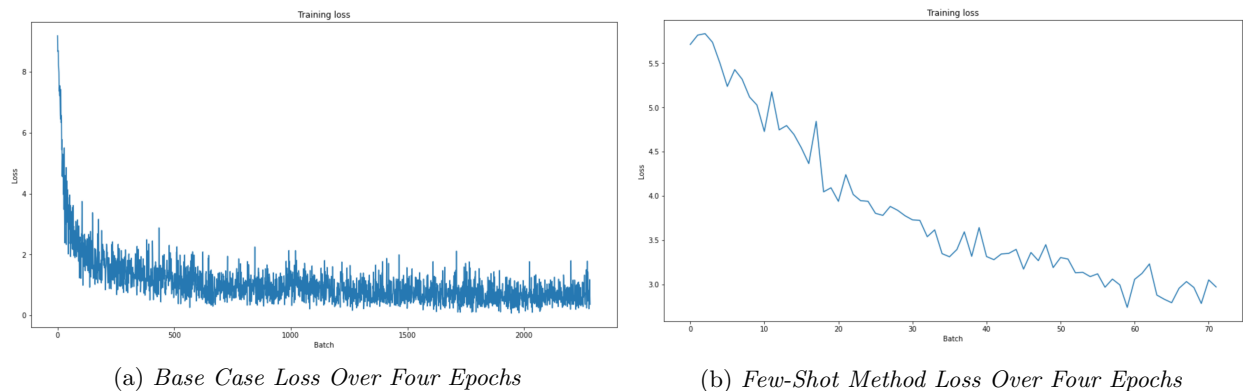 Training loss
Loss
8
6
4
2
0
0 500 1000 1500 2000
Batch
(a) Base Case Loss Over Four Epochs
Training loss
Loss
5.5
5.0
4.5
4.0
3.5
3.0
0 10 20 30 40 50 60 70
Batch
(b) Few-Shot Method Loss Over Four Epochs